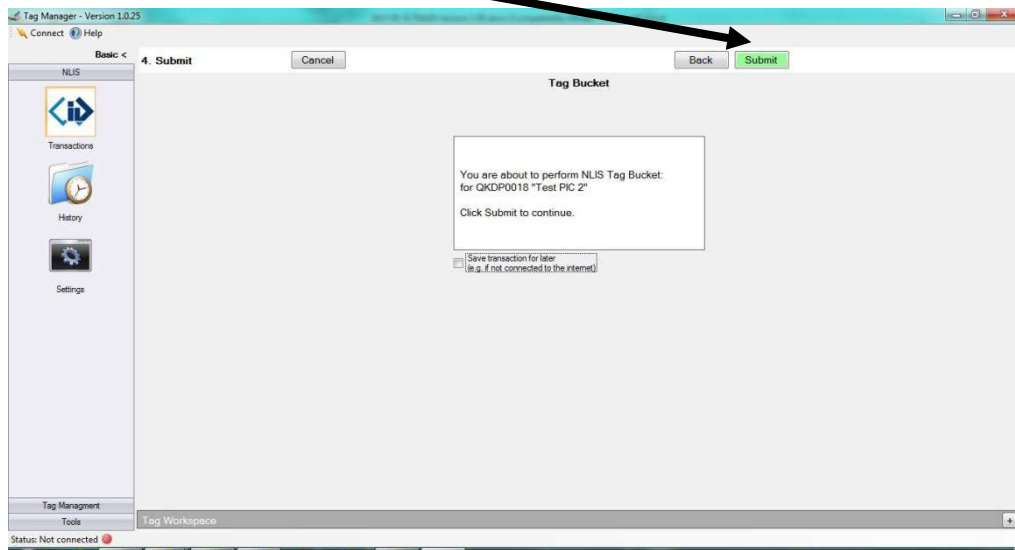 Tag Manager - Version 1.0.25
Connect Help
Basic <
4. Submit
Cancel
Back
Submit
NLIS
Tag Bucket
Transactions
You are about to perform NLIS Tag Bucket:
for QKDP0018 "Test PIC 2"
Click Submit to continue.
History
Save transaction for later
(e.g. if not connected to the internet)
Settings
Tag Managment
Tools
Tag Workspace
+
Status: Not connected